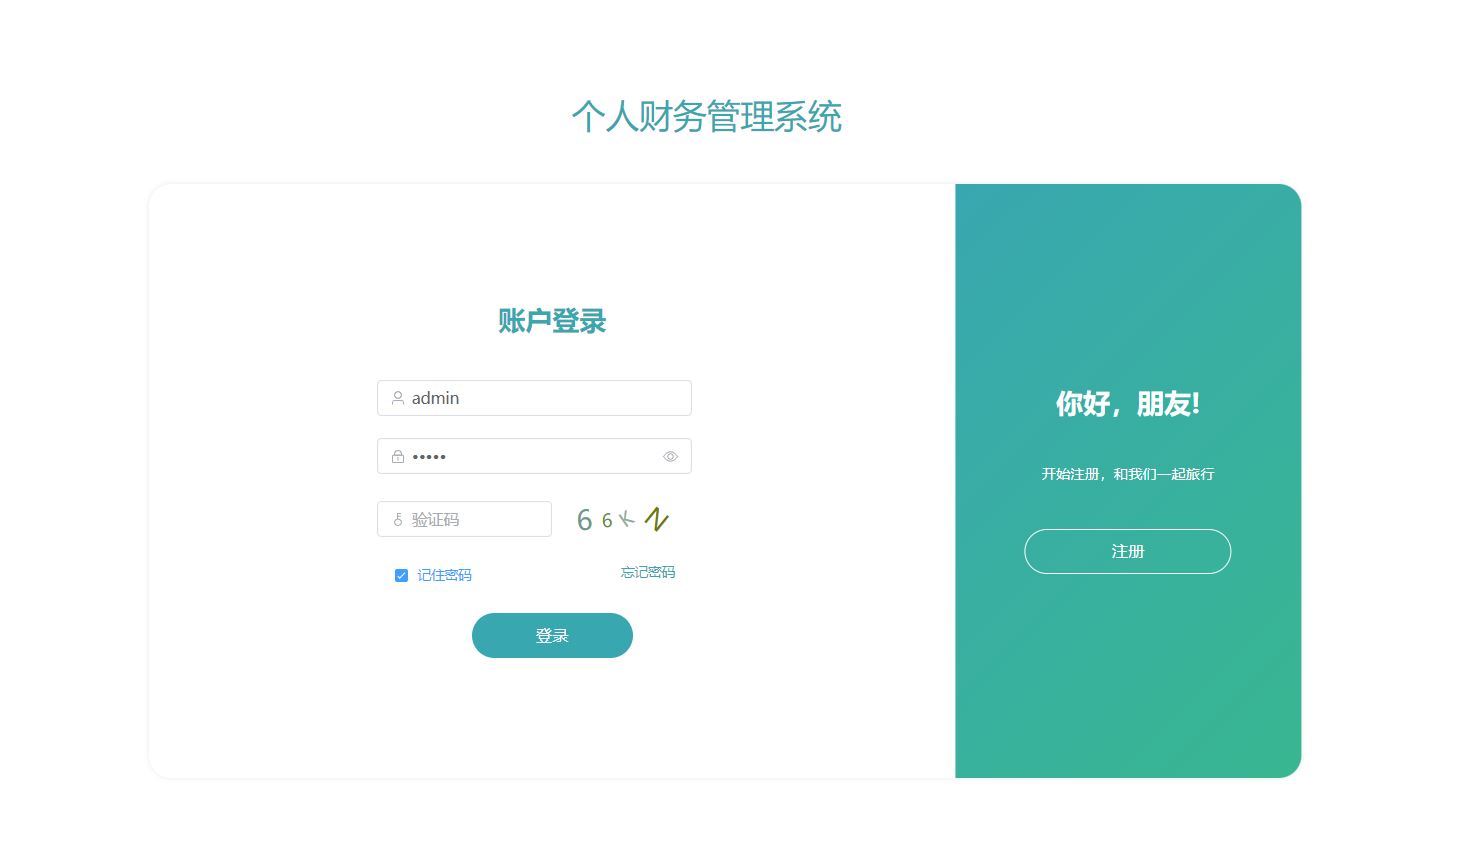 个人财务管理系统
账户登录
admin
•••••
验证码
66KN
记住密码
忘记密码
登录
你好，朋友!
开始注册，和我们一起旅行
注册